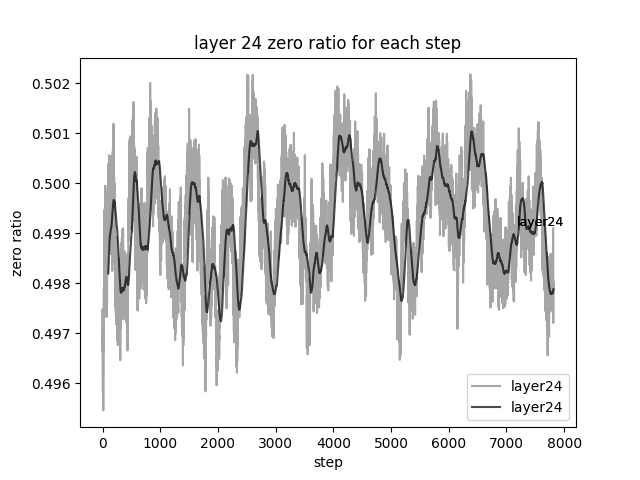 layer 24 zero ratio for each step
0.502
0.501
0.500
0.499
0.498
0.497
0.496
zero ratio
layer24
layer24
layer24
0 1000 2000 3000 4000 5000 6000 7000 8000
step